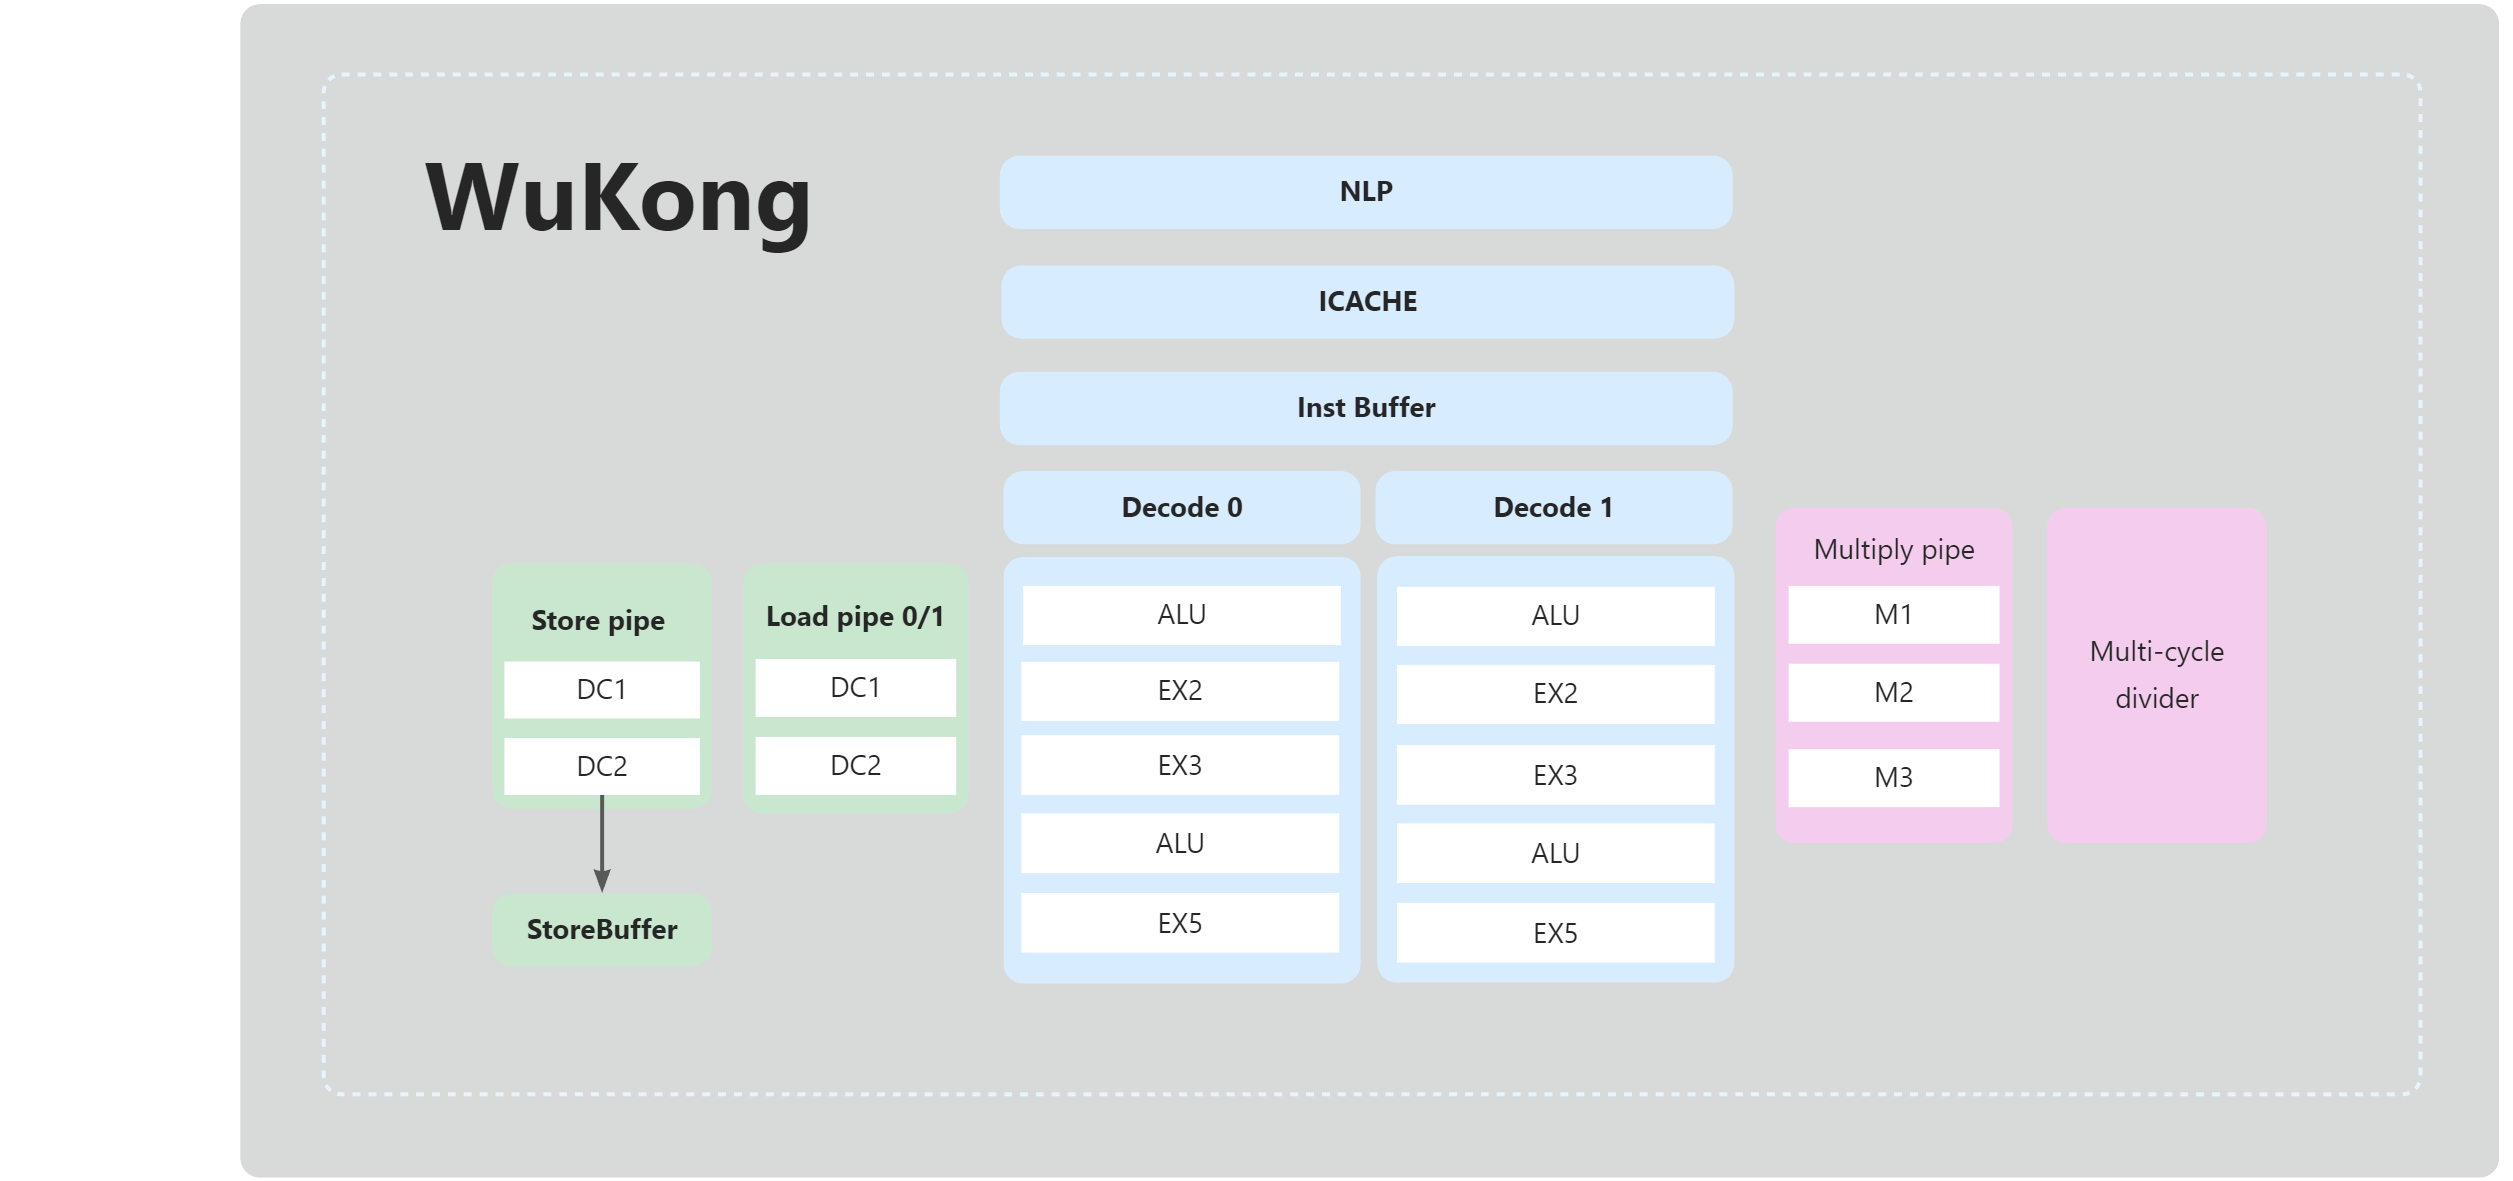 WuKong
NLP
ICACHE
Inst Buffer
Decode 0
Decode 1
Store pipe
DC1
DC2
StoreBuffer
Load pipe 0/1
DC1
DC2
ALU
EX2
EX3
ALU
EX5
ALU
EX2
EX3
ALU
EX5
Multiply pipe
M1
M2
M3
Multi-cycle
divider